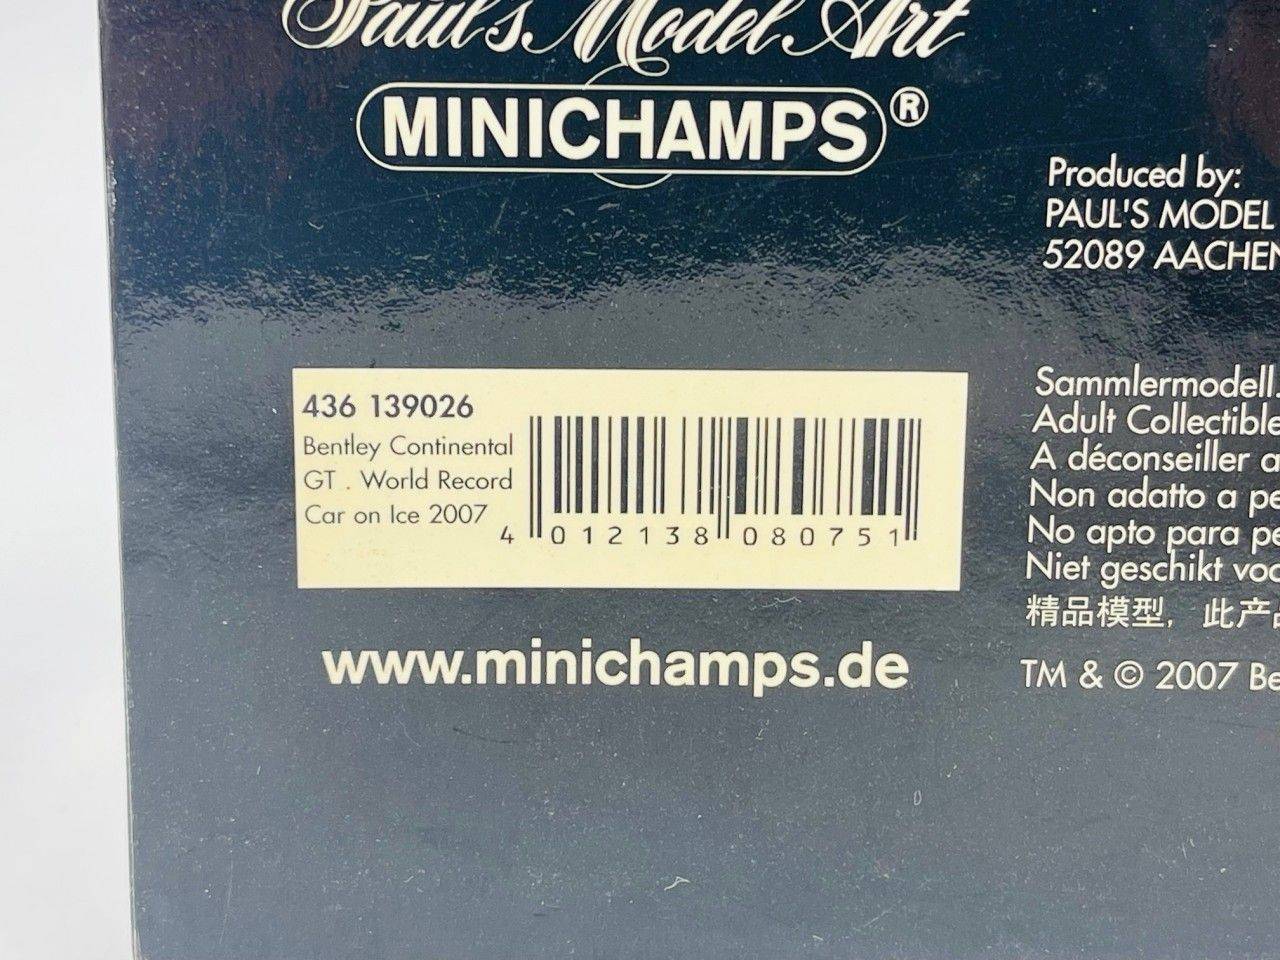 Paul's Model Art
MINICHAMPS®
Produced by:
PAUL'S MODEL
52089 AACHEN
436 139026
Bentley Continental
GT . World Record
Car on Ice 2007
4 012138 080751
www.minichamps.de
Sammlermodell.
Adult Collectible
A déconseiller a
Non adatto a pe
No apto para pe
Niet geschikt voo
精品模型，此产
TM & © 2007 Be